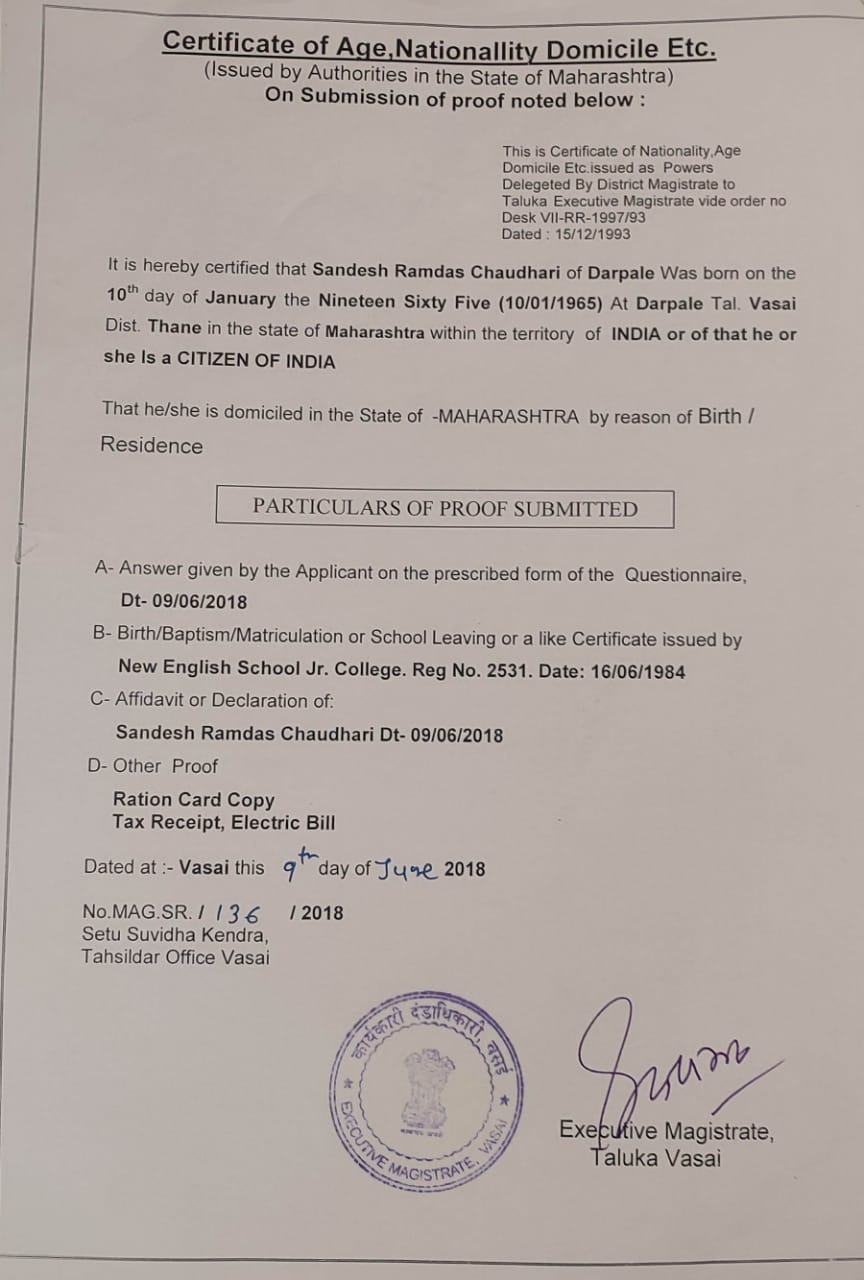 Certificate of Age,Nationallity Domicile Etc.
(Issued by Authorities in the State of Maharashtra)
On Submission of proof noted below :
This is Certificate of Nationality,Age
Domicile Etc.issued as Powers
Delegeted By District Magistrate to
Taluka Executive Magistrate vide order no
Desk VII-RR-1997/93
Dated : 15/12/1993
It is hereby certified that Sandesh Ramdas Chaudhari of Darpale Was born on the
10th day of January the Nineteen Sixty Five (10/01/1965) At Darpale Tal. Vasai
Dist. Thane in the state of Maharashtra within the territory of INDIA or of that he or
she Is a CITIZEN OF INDIA
That he/she is domiciled in the State of -MAHARASHTRA by reason of Birth /
Residence
PARTICULARS OF PROOF SUBMITTED
A- Answer given by the Applicant on the prescribed form of the Questionnaire,
Dt- 09/06/2018
B- Birth/Baptism/Matriculation or School Leaving or a like Certificate issued by
New English School Jr. College. Reg No. 2531. Date: 16/06/1984
C- Affidavit or Declaration of:
Sandesh Ramdas Chaudhari Dt- 09/06/2018
D- Other Proof
Ration Card Copy
Tax Receipt, Electric Bill
Dated at :- Vasai this 9th day of June 2018
No.MAG.SR. / 136 / 2018
Setu Suvidha Kendra,
Tahsildar Office Vasai
कार्यकारी दंडाधिकारी, वसई
EXECUTIVE MAGISTRATE, VASAI
Executive Magistrate,
Taluka Vasai